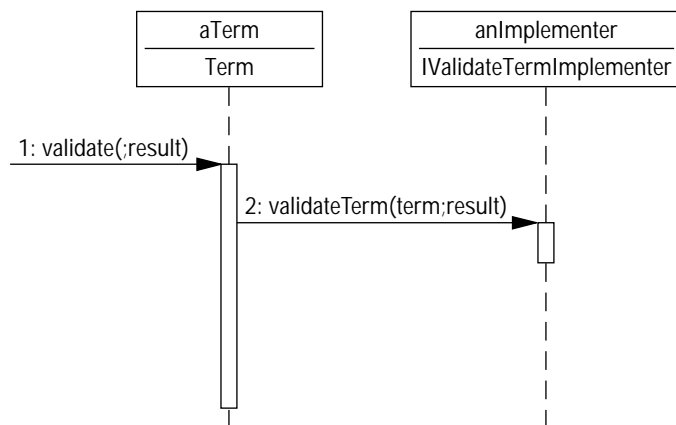 aTerm
Term
anImplementer
IValidateTermImplementer
1: validate(;result)
2: validateTerm(term;result)